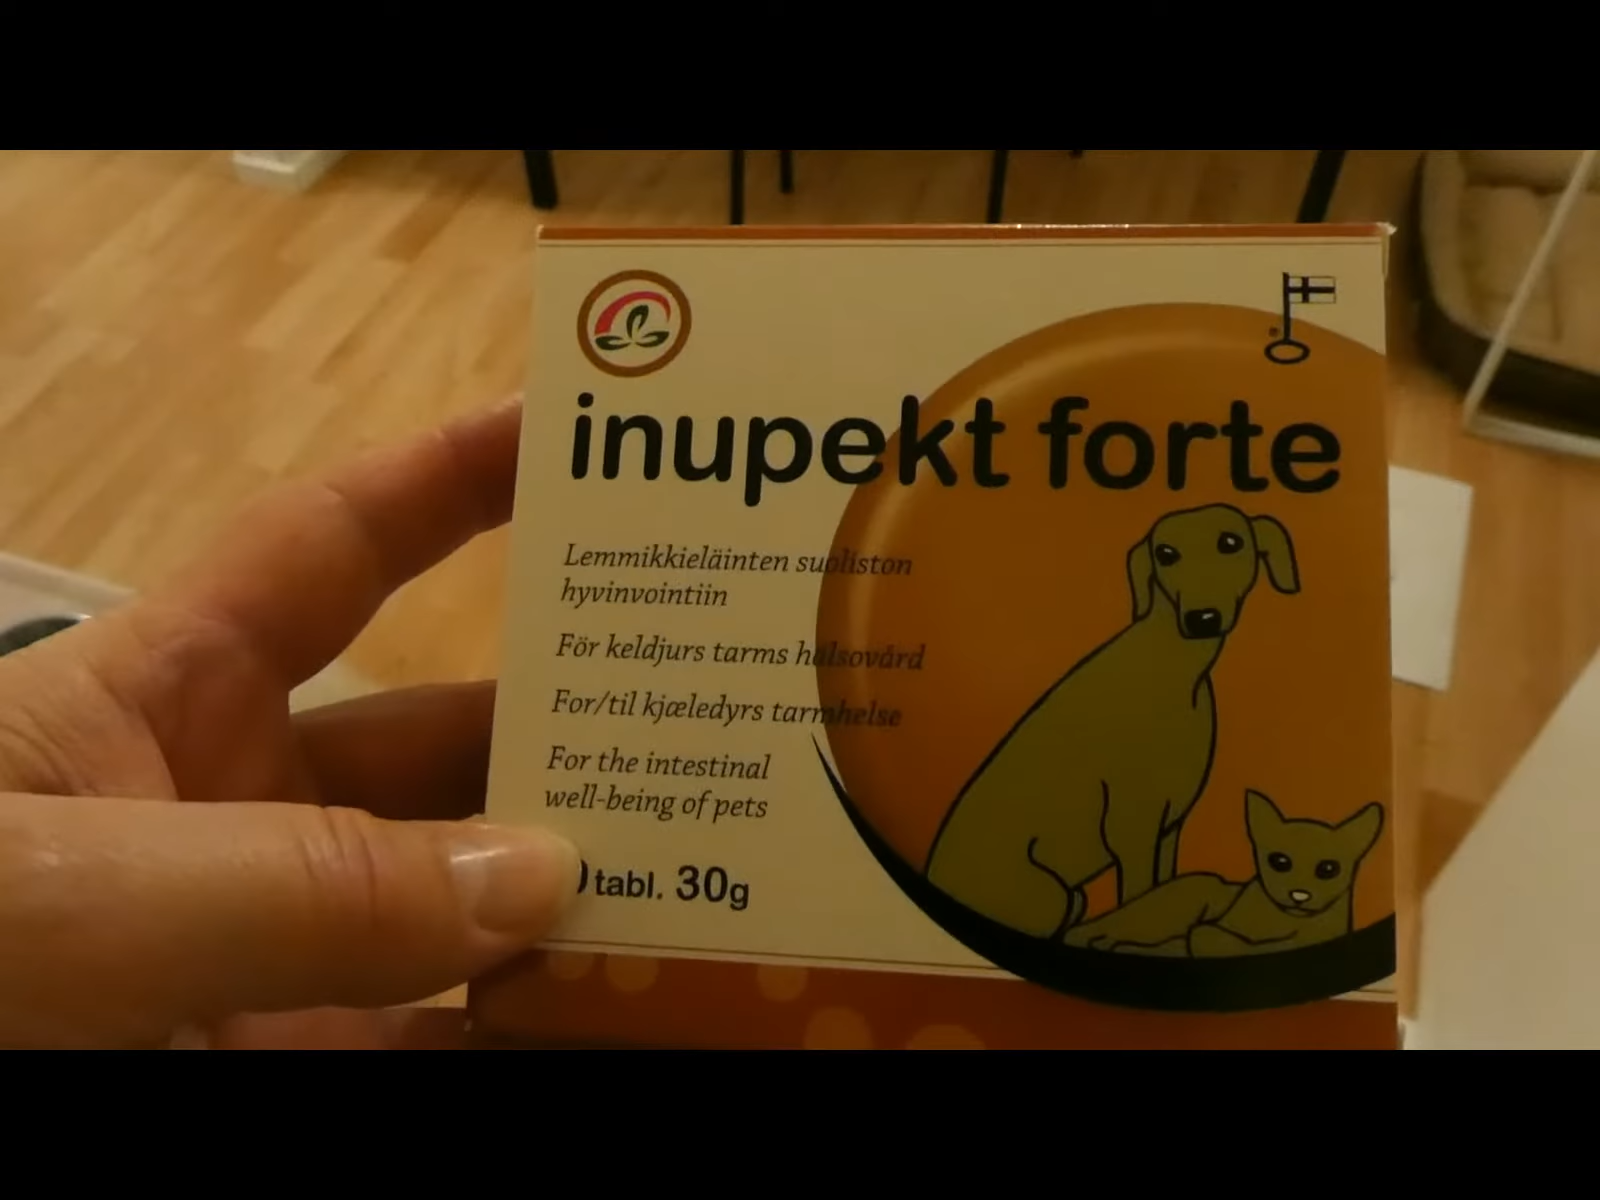 inupekt forte
Lemmikkieläinten suoliston
hyvinvointiin
För keldjurs tarms hälsovård
For/til kjæledyrs tarmhelse
For the intestinal
well-being of pets
tabl. 30g